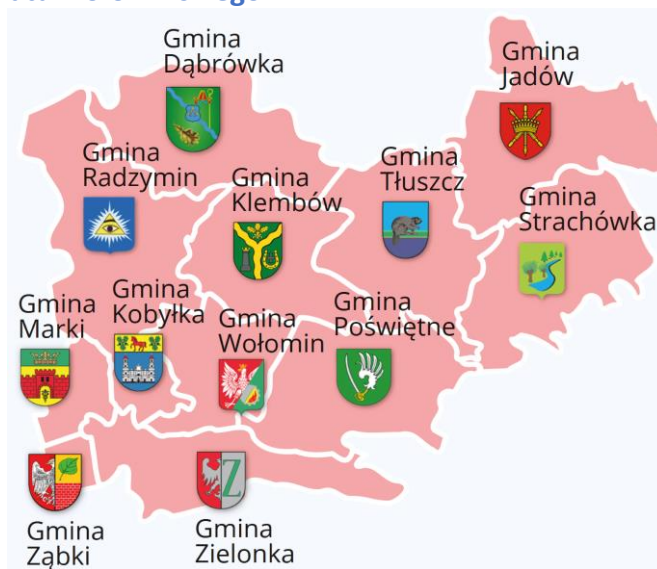 Gmina
Dąbrówka
Gmina
Jadów
Gmina
Radzymin
Gmina
Klembów
Gmina
Tłuszcz
Gmina
Strachówka
Gmina
Marki
Gmina
Kobyłka
Gmina
Wołomin
Gmina
Poświętne
Z
Gmina
Ząbki
Gmina
Zielonka